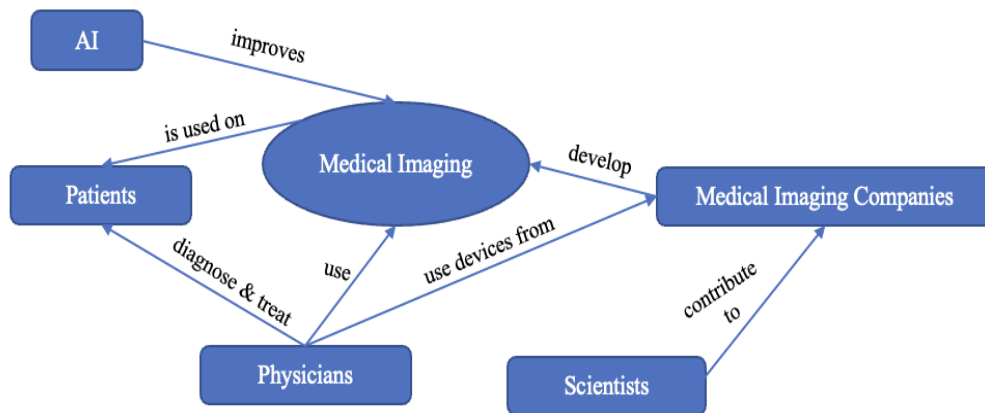 AI
improves
is used on
Medical Imaging
develop
Patients
Medical Imaging Companies
diagnose & treat
use
use devices from
contribute
to
Physicians
Scientists